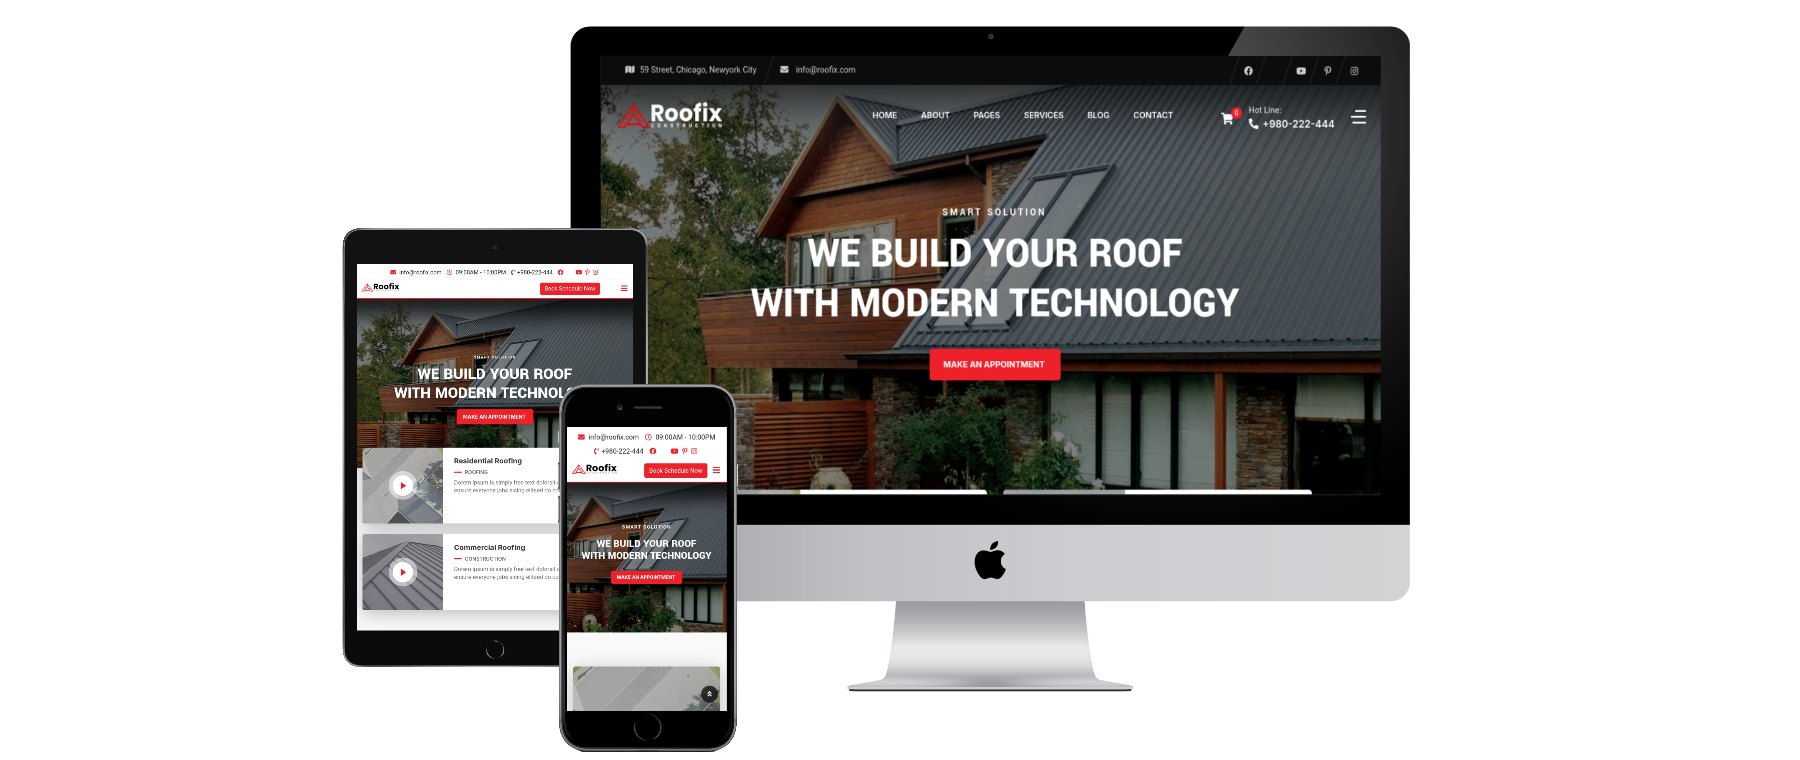 59 Street, Chicago, Newyork City
info@roofix.com
Roofix
CONSTRUCTION
HOME
ABOUT
PAGES
SERVICES
BLOG
CONTACT
0
Hot Line:
+980-222-444
SMART SOLUTION
WE BUILD YOUR ROOF
WITH MODERN TECHNOLOGY
MAKE AN APPOINTMENT
info@roofix.com
09:00AM - 10:00PM
+980-222-444
Roofix
Book Schedule Now
SMART SOLUTION
WE BUILD YOUR ROOF
WITH MODERN TECHNOL
MAKE AN APPOINTMENT
Residential Roofing
ROOFING
Dorem Ipsum is simply free text dolorsit
ensure everyone jobs sicing elitsed do co
Commercial Roofing
CONSTRUCTION
Dorem Ipsum is simply free text dolorsit
ensure everyone jobs sicing elitsed do co
info@roofix.com
09:00AM - 10:00PM
+980-222-444
Roofix
Book Schedule Now
SMART SOLUTION
WE BUILD YOUR ROOF
WITH MODERN TECHNOLOGY
MAKE AN APPOINTMENT